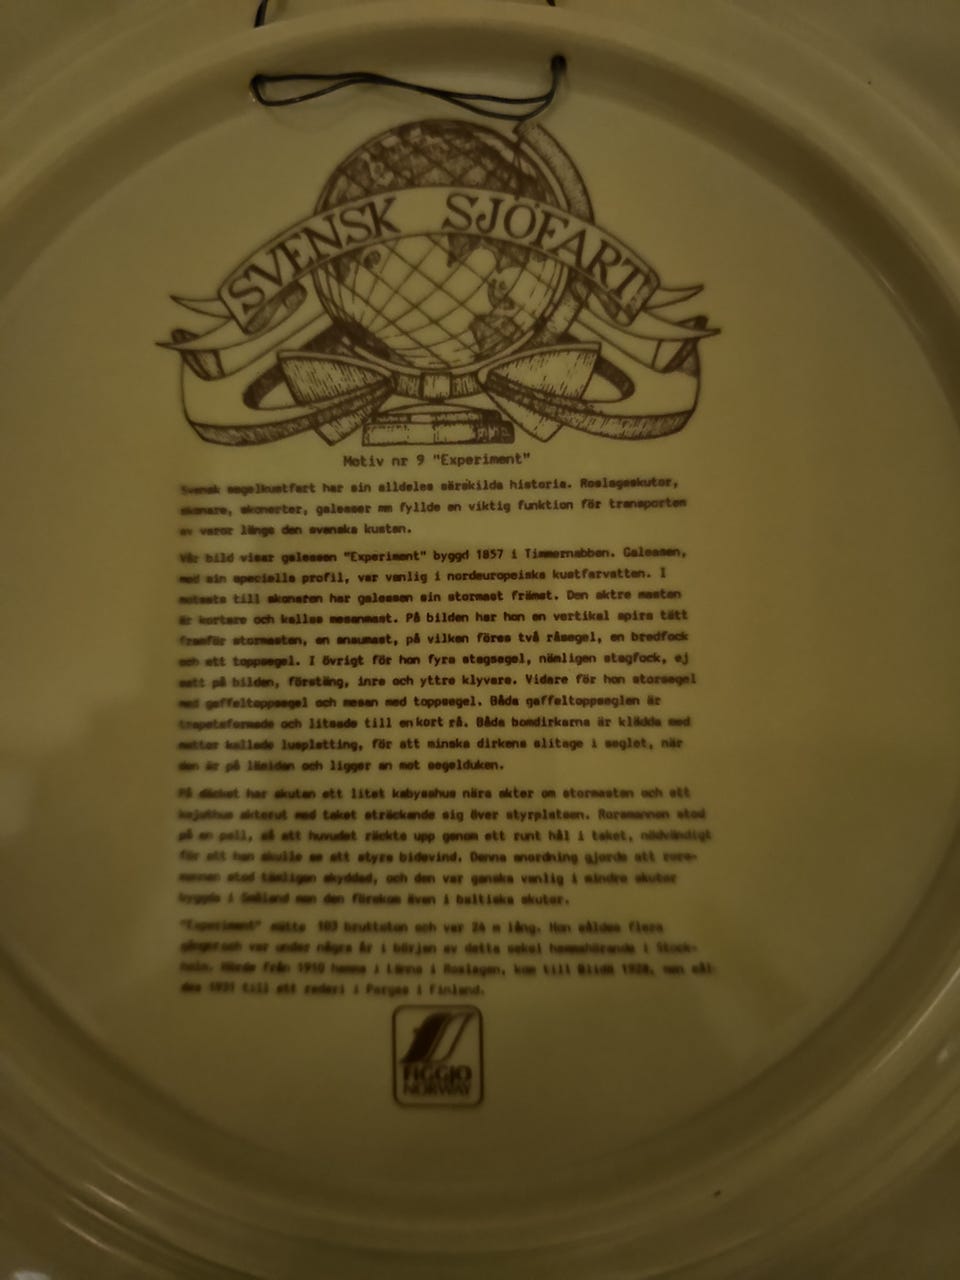 SVENSK SJÖFART
Motiv nr 9 "Experiment"
Svensk segelkustfart har sin alldeles särskilda historia. Roslagsskutor,
skonare, skonerter, galeaser mm fyllde en viktig funktion för transporten
av varor längs den svenska kusten.
Vår bild visar galeasen "Experiment" byggd 1857 i Timmernabben. Galeasen,
med sin speciella profil, var vanlig i nordeuropeiska kustfarvatten. I
motsats till skonaren har galeasen sin stormast främst. Den aktre masten
är kortare och kallas mesanmast. På bilden har hon en vertikal spira tätt
framför stormasten, en snaumast, på vilken föres två råsegel, en bredfock
och ett toppsegel. I övrigt för hon fyra stagsegel, nämligen stagfock, ej
satt på bilden, förstäng, inre och yttre klyvare. Vidare för hon storsegel
med gaffeltoppsegel och mesan med toppsegel. Båda gaffeltoppseglen är
trapetsformade och litsade till en kort rå. Båda bomdirkarna är klädda med
mattor kallade lusplatting, för att minska dirkens slitage i seglet, när
den är på läsidan och ligger an mot segelduken.
På däcket har skutan ett litet kabysshus nära akter om stormasten och ett
kajuthus akterut med taket sträckande sig över styrplatsen. Rorsmannen stod
på en pall, så att huvudet räckte upp genom ett runt hål i taket, nödvändigt
för att han skulle se att styra bidevind. Denna anordning gjorde att rors-
mannen stod tämligen skyddad, och den var ganska vanlig i mindre skutor
byggda i Småland men den förekom även i baltiska skutor.
"Experiment" mätte 103 bruttoton och var 24 m lång. Hon såldes flera
gånger och var under några år i början av detta sekel hemmahörande i Stock-
holm. Hörde från 1910 hemma i Länna i Roslagen, kom till Blidö 1928, men sål-
des 1931 till ett rederi i Pargas i Finland.
FIGGJO
NORWAY